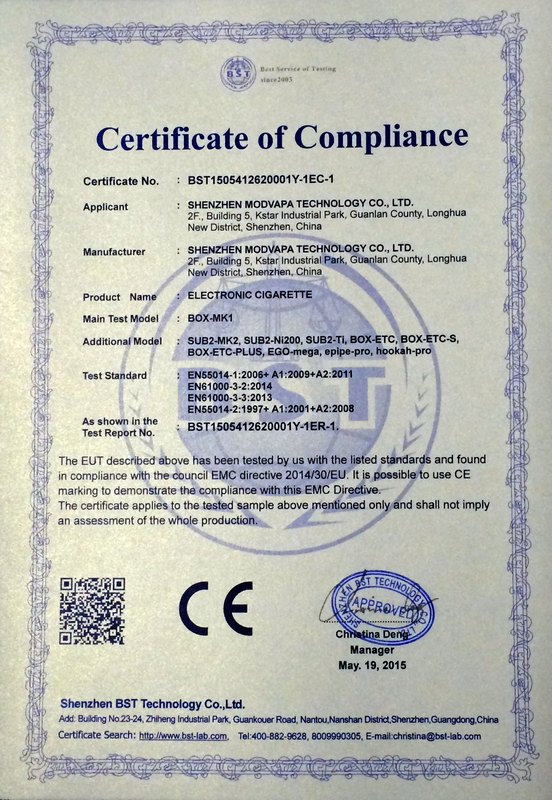 BST
Best Service of Testing
since2003
Certificate of Compliance
Certificate No. : BST1505412620001Y-1EC-1
Applicant : SHENZHEN MODVAPA TECHNOLOGY CO., LTD.
2F., Building 5, Kstar Industrial Park, Guanlan County, Longhua
New District, Shenzhen, China
Manufacturer : SHENZHEN MODVAPA TECHNOLOGY CO., LTD.
2F., Building 5, Kstar Industrial Park, Guanlan County, Longhua
New District, Shenzhen, China
Product Name : ELECTRONIC CIGARETTE
Main Test Model : BOX-MK1
Additional Model : SUB2-MK2, SUB2-Ni200, SUB2-Ti, BOX-ETC, BOX-ETC-S,
BOX-ETC-PLUS, EGO-mega, epipe-pro, hookah-pro
Test Standard : EN55014-1:2006+ A1:2009+A2:2011
EN61000-3-2:2014
EN61000-3-3:2013
EN55014-2:1997+ A1:2001+A2:2008
As shown in the
Test Report No. : BST1505412620001Y-1ER-1.
BST
The EUT described above has been tested by us with the listed standards and found
in compliance with the council EMC directive 2014/30/EU. It is possible to use CE
marking to demonstrate the compliance with this EMC Directive.
The certificate applies to the tested sample above mentioned only and shall not imply
an assessment of the whole production.
CE
SHENZHEN BST TECHNOLOGY CO., LTD
APPROVED
Christina Deng
Manager
May. 19, 2015
Shenzhen BST Technology Co.,Ltd.
Add: Building No.23-24, Zhiheng Industrial Park, Guankouer Road, Nantou,Nanshan District,Shenzhen,Guangdong,China
Certificate Search: http://www.bst-lab.com, Tel:400-882-9628, 8009990305, E-mail:christina@bst-lab.com